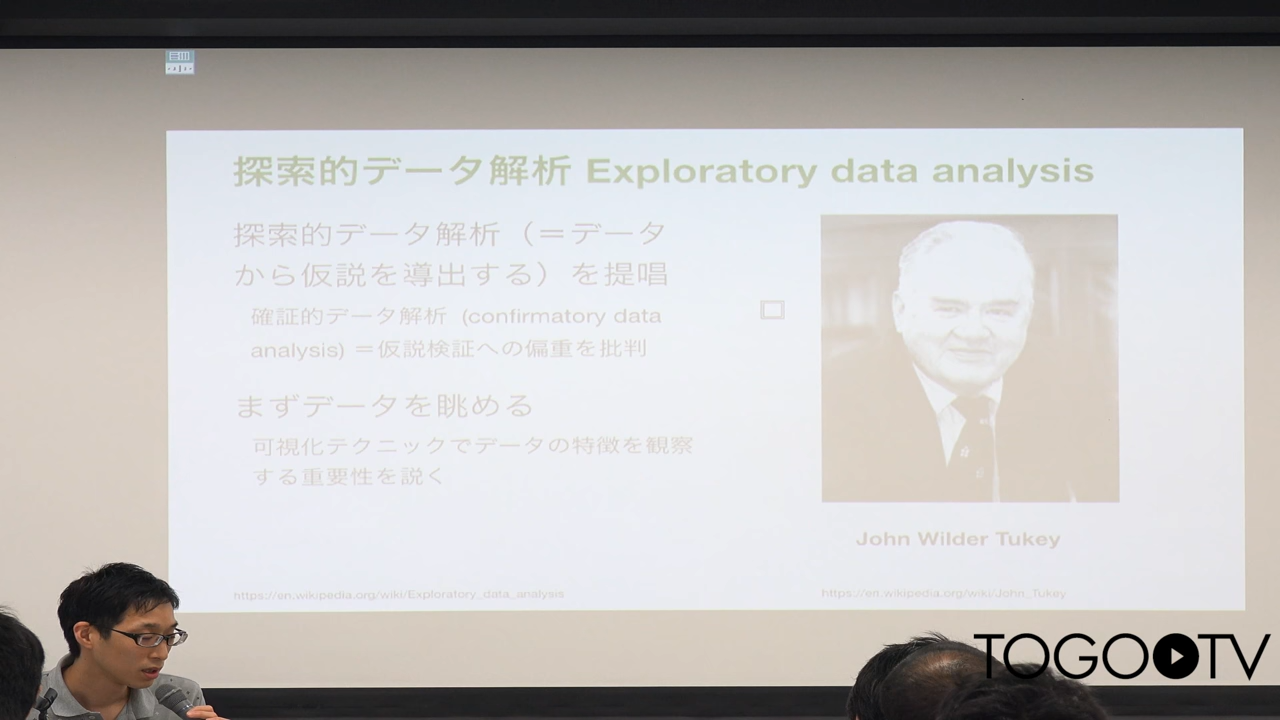 探索的データ解析 Exploratory data analysis
探索的データ解析（＝データ
から仮説を導出する）を提唱
確証的データ解析 (confirmatory data
analysis) ＝仮説検証への偏重を批判
まずデータを眺める
可視化テクニックでデータの特徴を観察
する重要性を説く
John Wilder Tukey
https://en.wikipedia.org/wiki/Exploratory_data_analysis
https://en.wikipedia.org/wiki/John_Tukey
TOGOTV